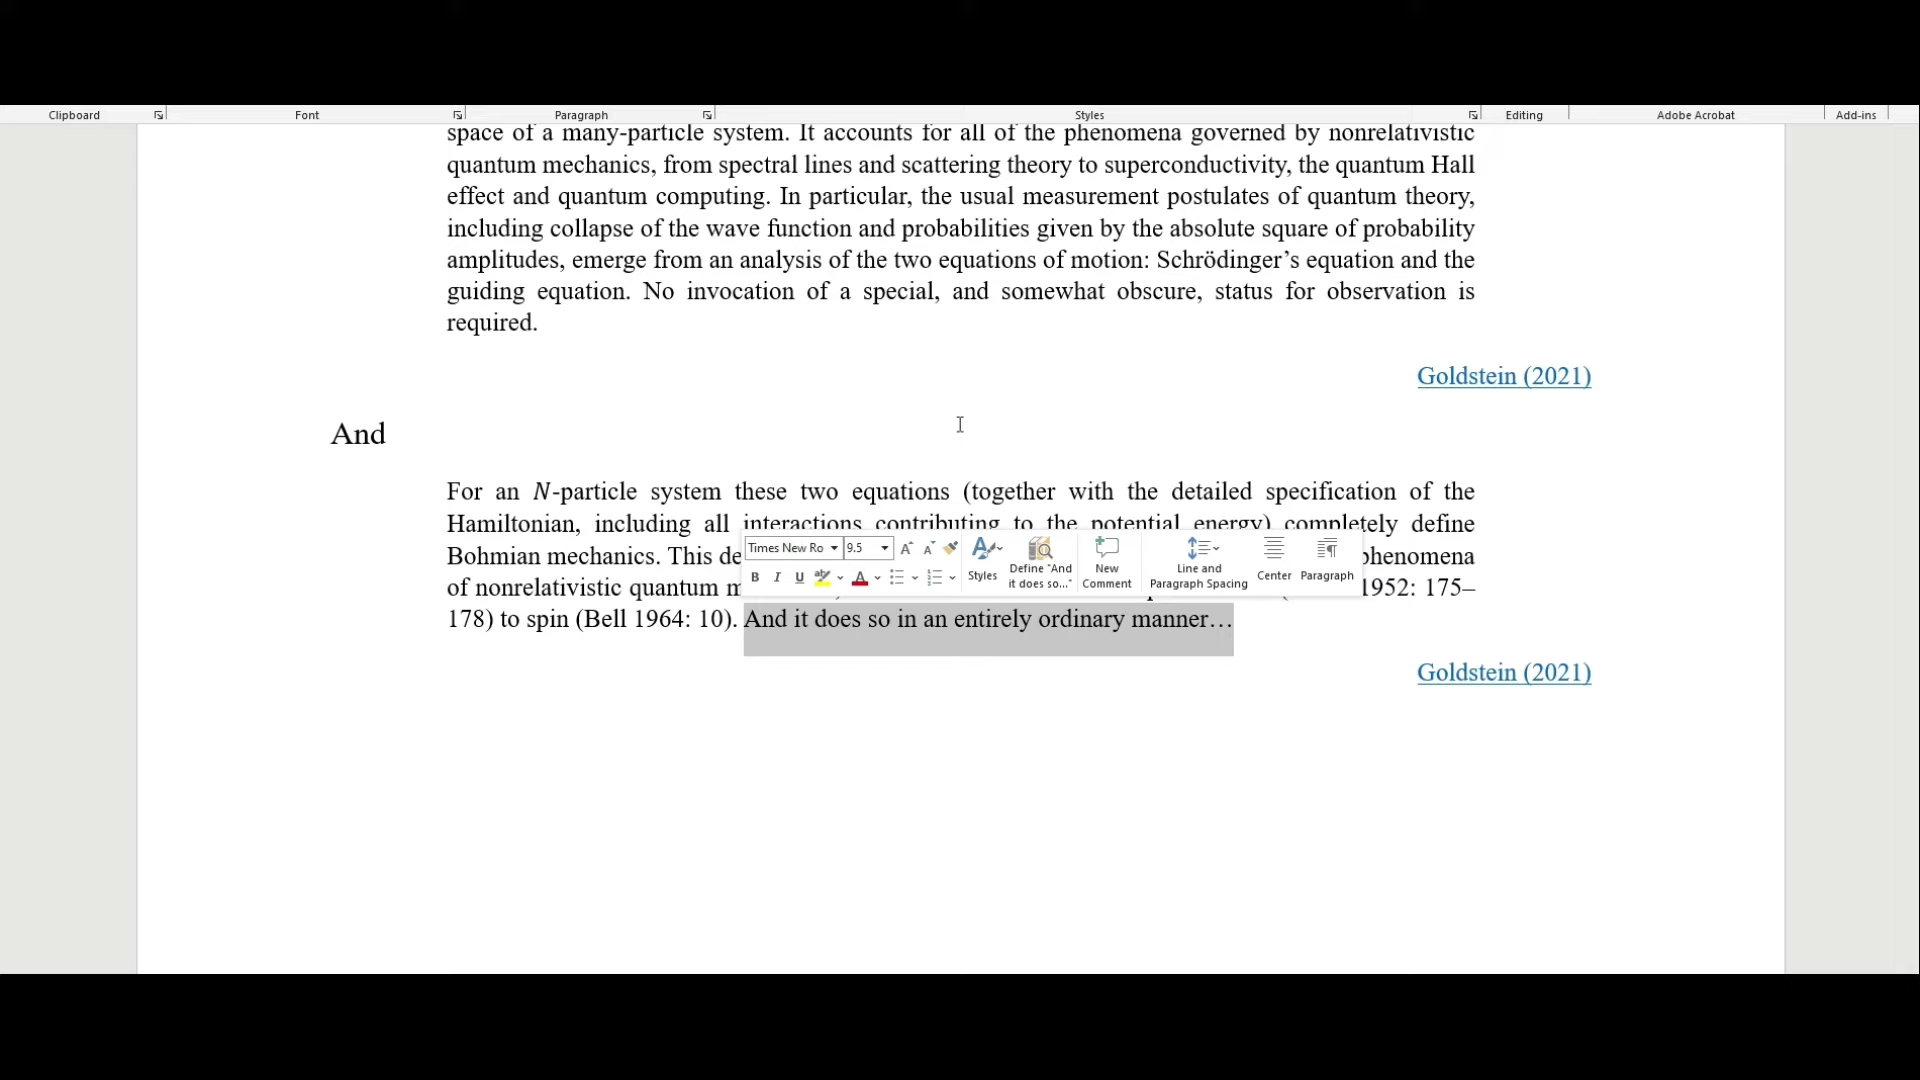 Clipboard Font Paragraph Styles Editing Adobe Acrobat Add-ins
space of a many-particle system. It accounts for all of the phenomena governed by nonrelativistic
quantum mechanics, from spectral lines and scattering theory to superconductivity, the quantum Hall
effect and quantum computing. In particular, the usual measurement postulates of quantum theory,
including collapse of the wave function and probabilities given by the absolute square of probability
amplitudes, emerge from an analysis of the two equations of motion: Schrödinger’s equation and the
guiding equation. No invocation of a special, and somewhat obscure, status for observation is
required.
Goldstein (2021)
And
For an N-particle system these two equations (together with the detailed specification of the
Hamiltonian, including all interactions contributing to the potential energy) completely define
Bohmian mechanics. This de
phenomena
of nonrelativistic quantum m
1952: 175–
Times New Ro 9.5
B I U
Styles
Define "And
it does so..."
New
Comment
Line and
Paragraph Spacing
Center
Paragraph
178) to spin (Bell 1964: 10). And it does so in an entirely ordinary manner…
Goldstein (2021)